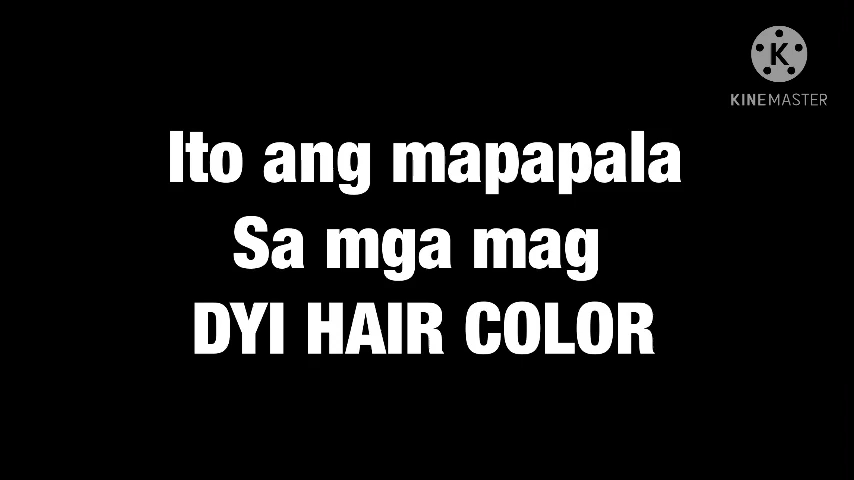 KINEMASTER
Ito ang mapapala
Sa mga mag
DYI HAIR COLOR